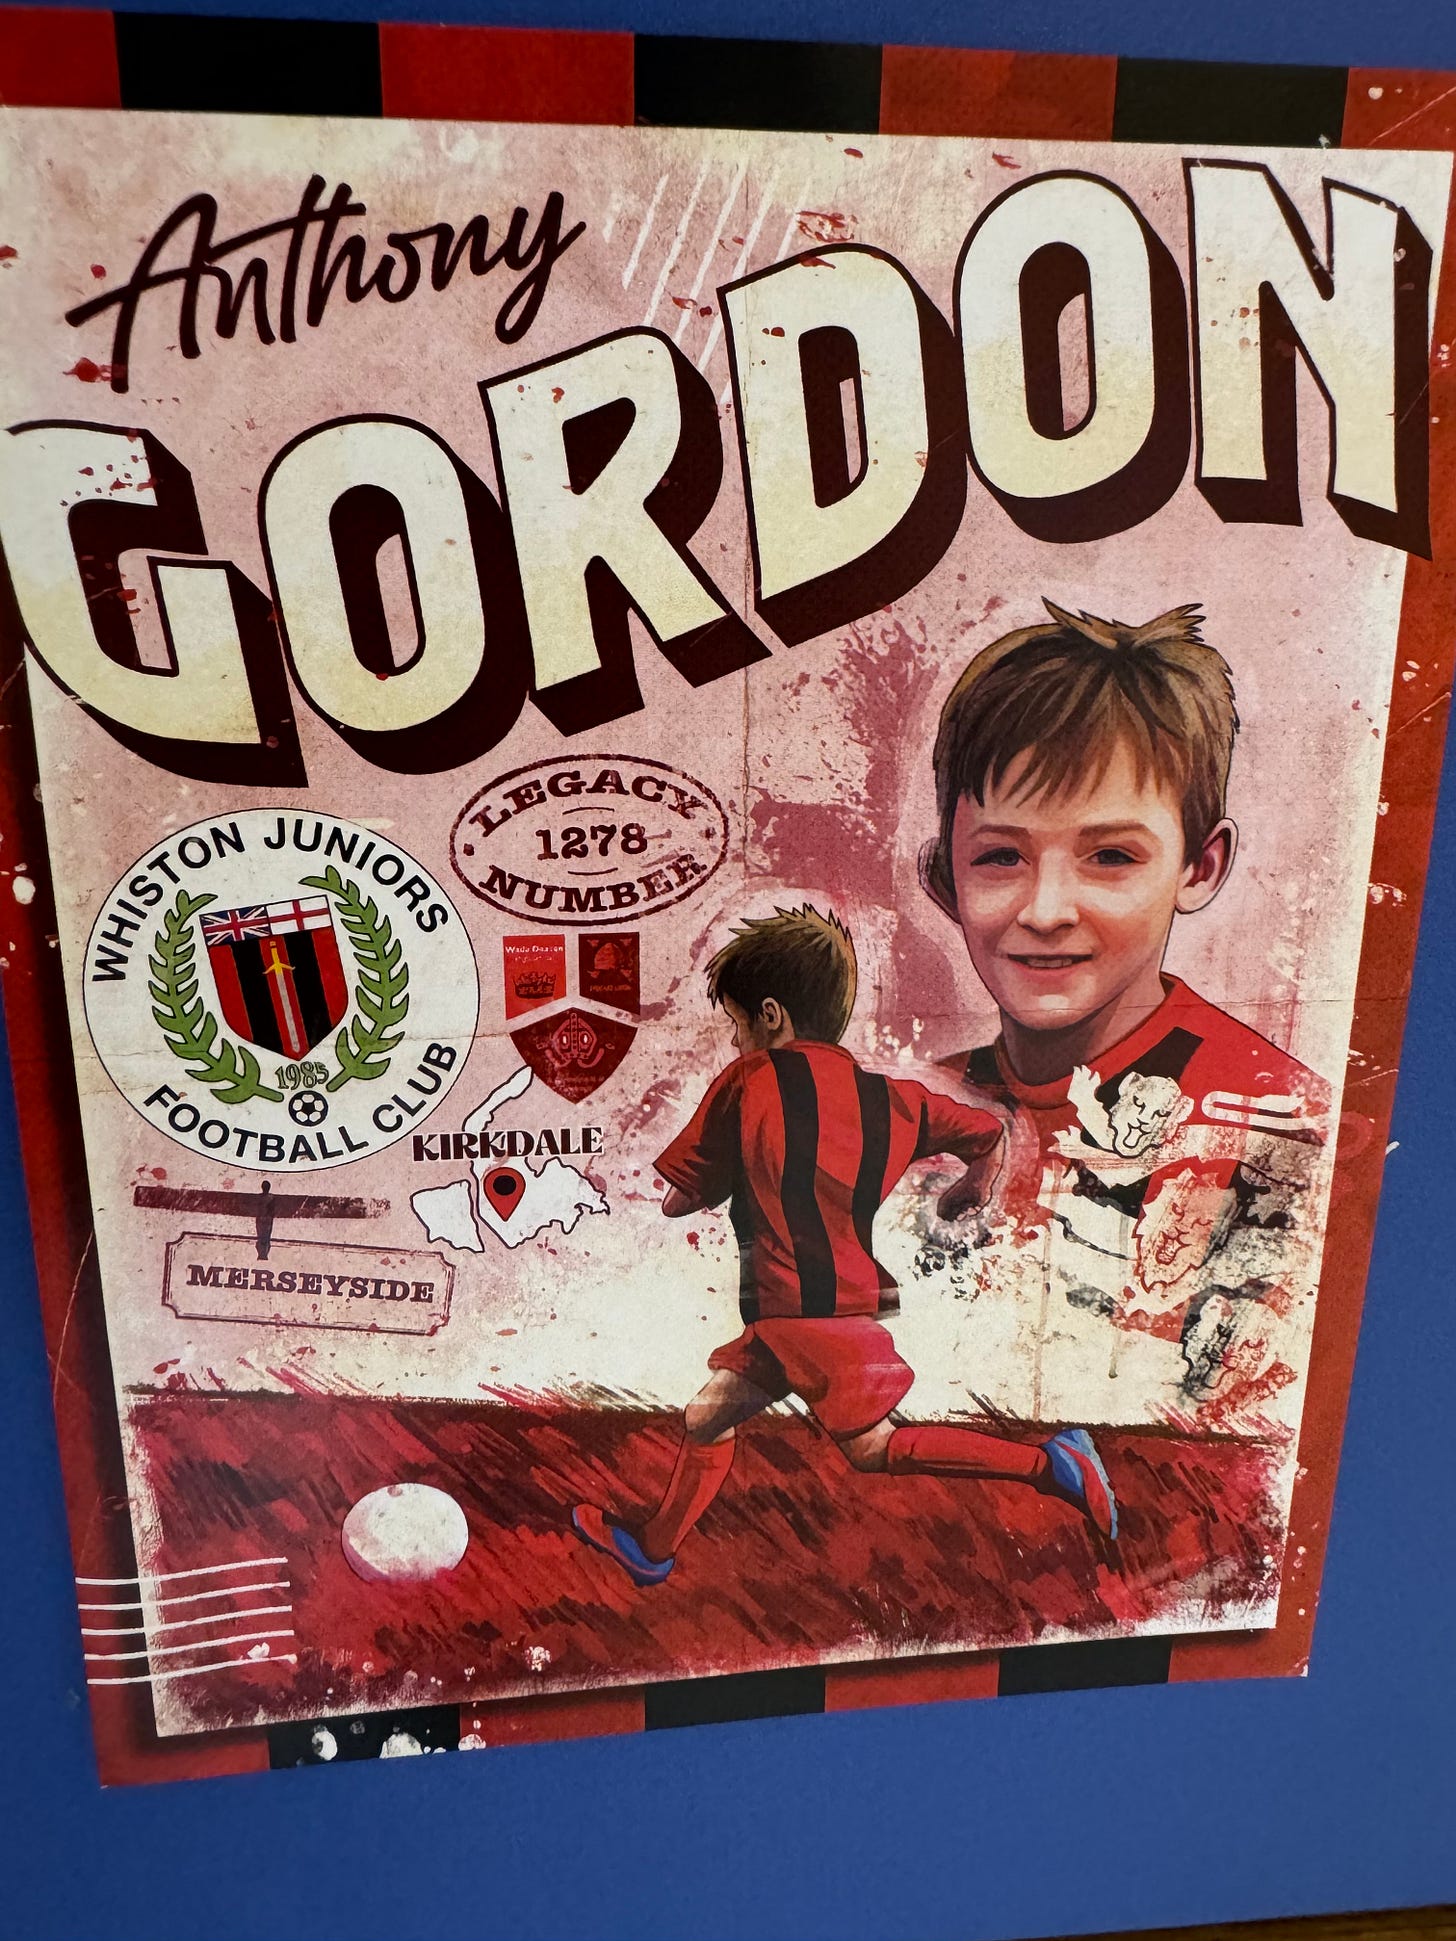 Anthony
GORDON
LEGACY
1278
NUMBER
WHISTON JUNIORS
1985
FOOTBALL CLUB
KIRKDALE
MERSEYSIDE